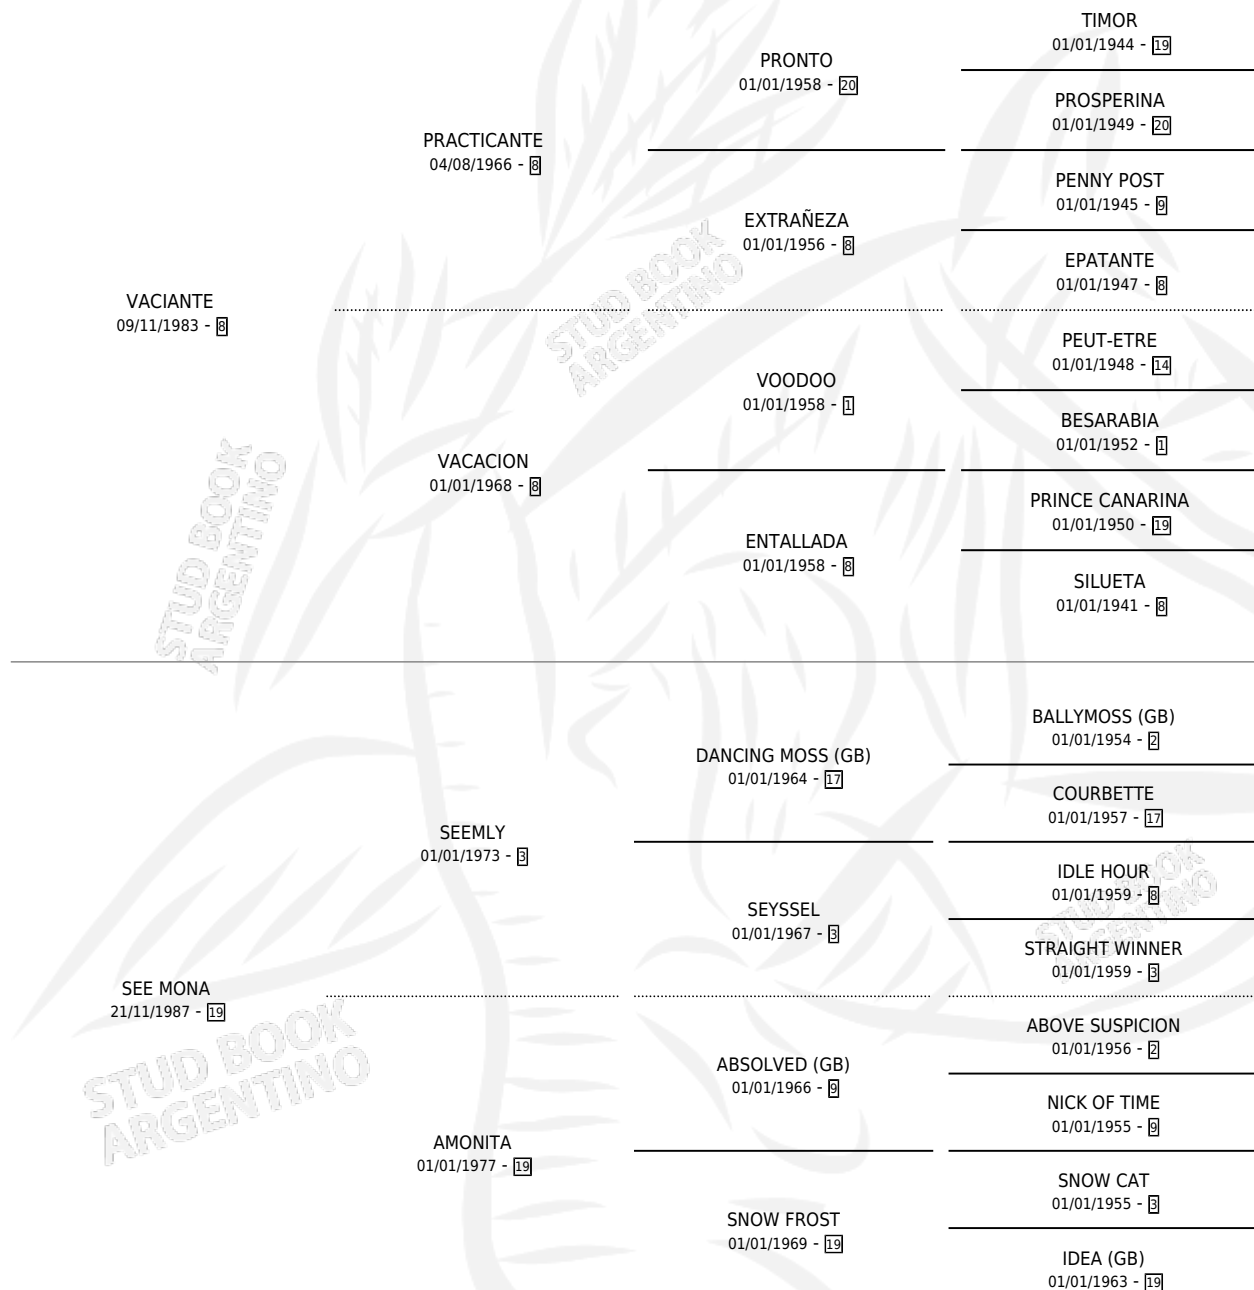 TIMOR
01/01/1944 - 19
PRONTO
01/01/1958 - 20
PROSPERINA
01/01/1949 - 20
PRACTICANTE
04/08/1966 - 8
PENNY POST
01/01/1945 - 9
EXTRAÑEZA
01/01/1956 - 8
EPATANTE
01/01/1947 - 8
STUD BOOK
ARGENTINO
VACIANTE
09/11/1983 - 8
PEUT-ETRE
01/01/1948 - 14
VOODOO
01/01/1958 - 1
BESARABIA
01/01/1952 - 1
VACACION
01/01/1968 - 8
PRINCE CANARINA
01/01/1950 - 19
ENTALLADA
01/01/1958 - 8
SILUETA
01/01/1941 - 8
STUD BOOK
ARGENTINO
BALLYMOSS (GB)
01/01/1954 - 2
DANCING MOSS (GB)
01/01/1964 - 17
COURBETTE
01/01/1957 - 17
SEEMLY
01/01/1973 - 3
IDLE HOUR
01/01/1959 - 8
SEYSSEL
01/01/1967 - 3
STRAIGHT WINNER
01/01/1959 - 3
STUD BOOK
ARGENTINO
SEE MONA
21/11/1987 - 19
ABOVE SUSPICION
01/01/1956 - 2
ABSOLVED (GB)
01/01/1966 - 9
NICK OF TIME
01/01/1955 - 9
STUD BOOK
ARGENTINO
AMONITA
01/01/1977 - 19
SNOW CAT
01/01/1955 - 3
SNOW FROST
01/01/1969 - 19
IDEA (GB)
01/01/1963 - 19